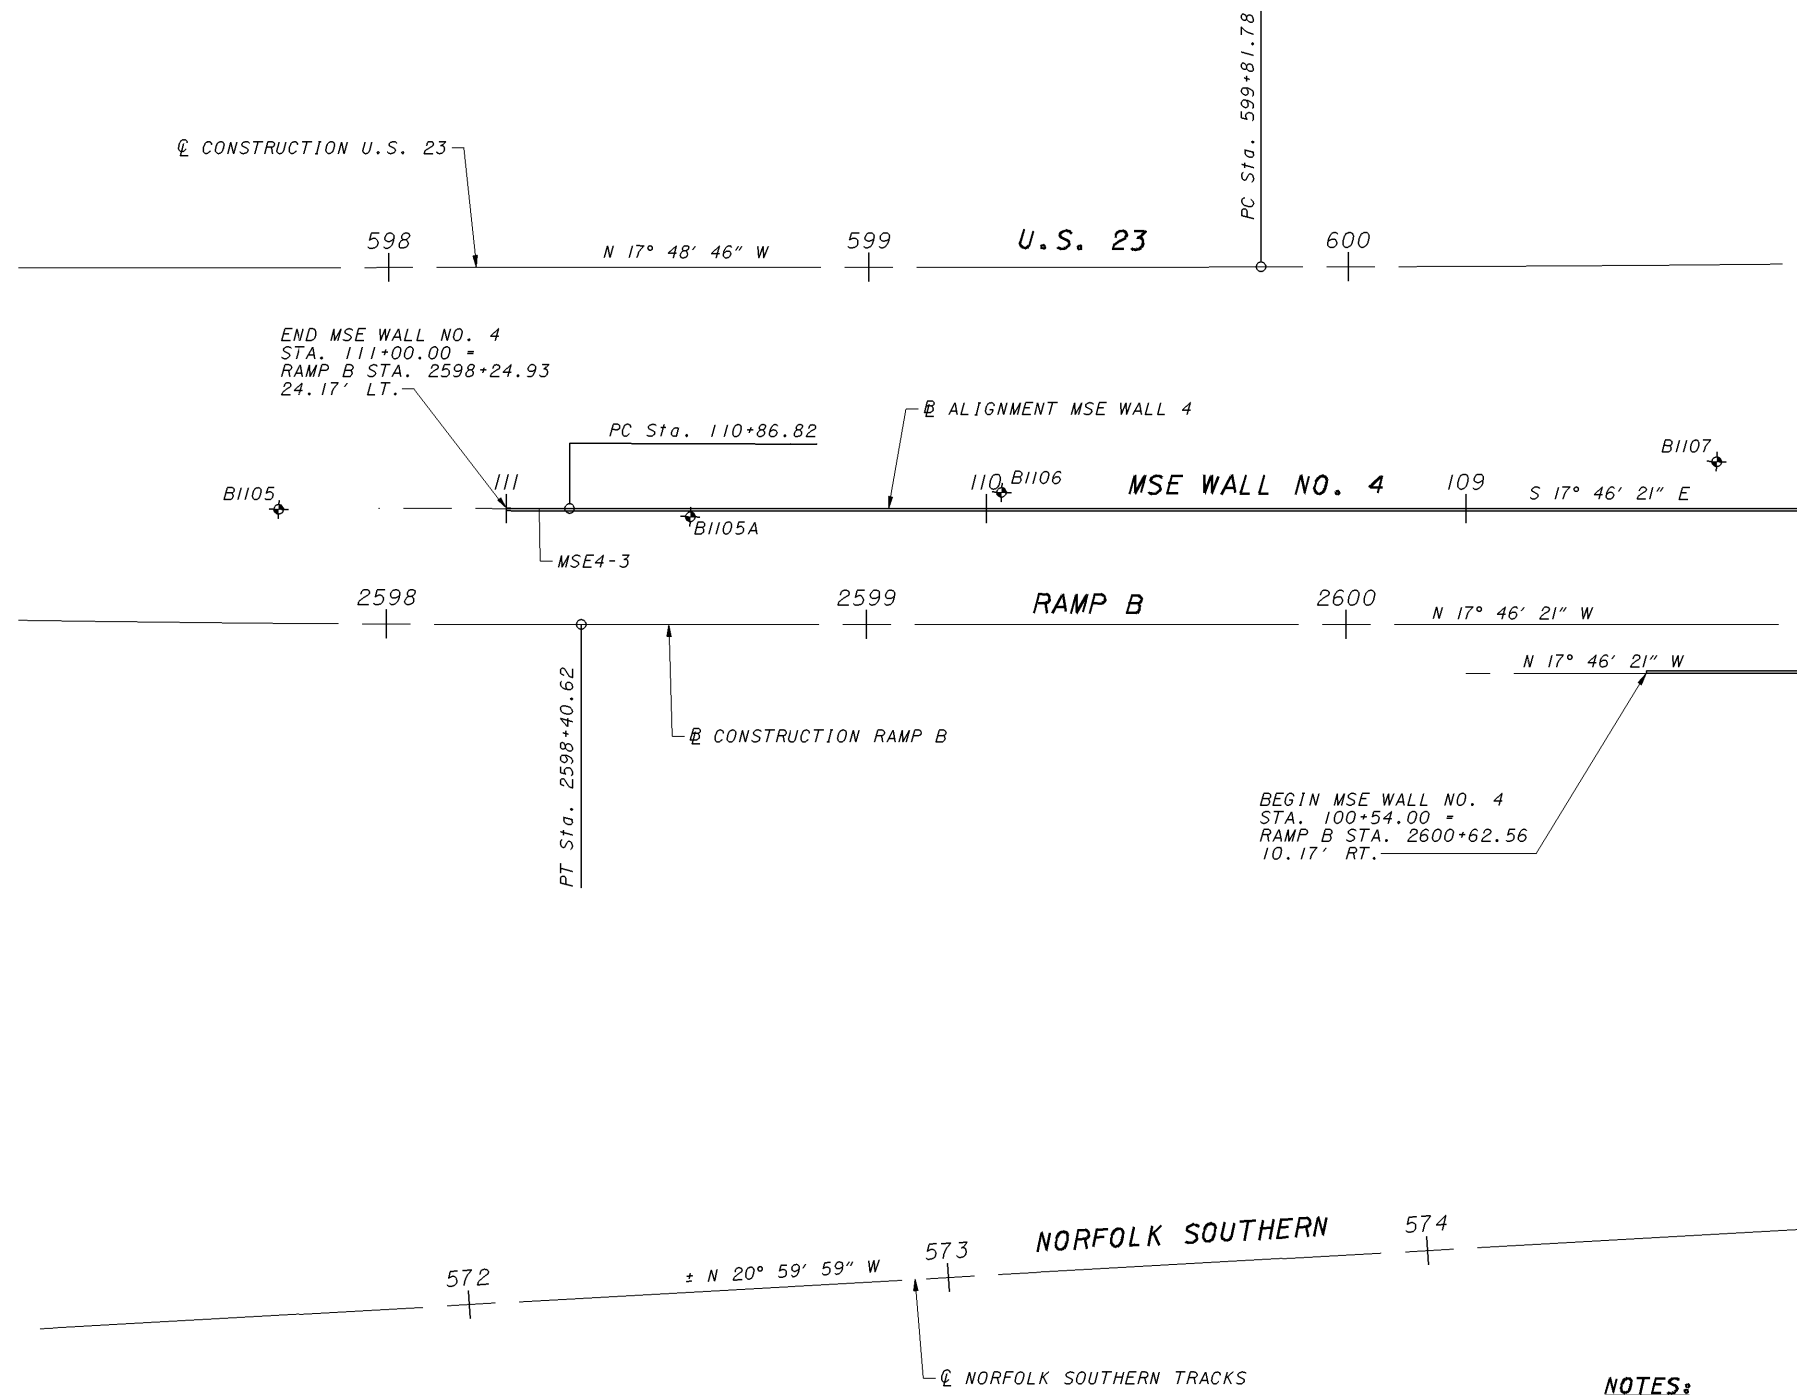 PC Sta. 599+81.78
℄ CONSTRUCTION U.S. 23
598
N 17° 48' 46" W
599
U.S. 23
600
END MSE WALL NO. 4
STA. 111+00.00 =
RAMP B STA. 2598+24.93
24.17' LT.
PC Sta. 110+86.82
BL ALIGNMENT MSE WALL 4
B1105
111
B1105A
MSE4-3
110
B1106
MSE WALL NO. 4
109
S 17° 46' 21" E
B1107
2598
2599
RAMP B
2600
N 17° 46' 21" W
N 17° 46' 21" W
PT Sta. 2598+40.62
BL CONSTRUCTION RAMP B
BEGIN MSE WALL NO. 4
STA. 100+54.00 =
RAMP B STA. 2600+62.56
10.17' RT.
572
± N 20° 59' 59" W
573
NORFOLK SOUTHERN
574
℄ NORFOLK SOUTHERN TRACKS
NOTES: